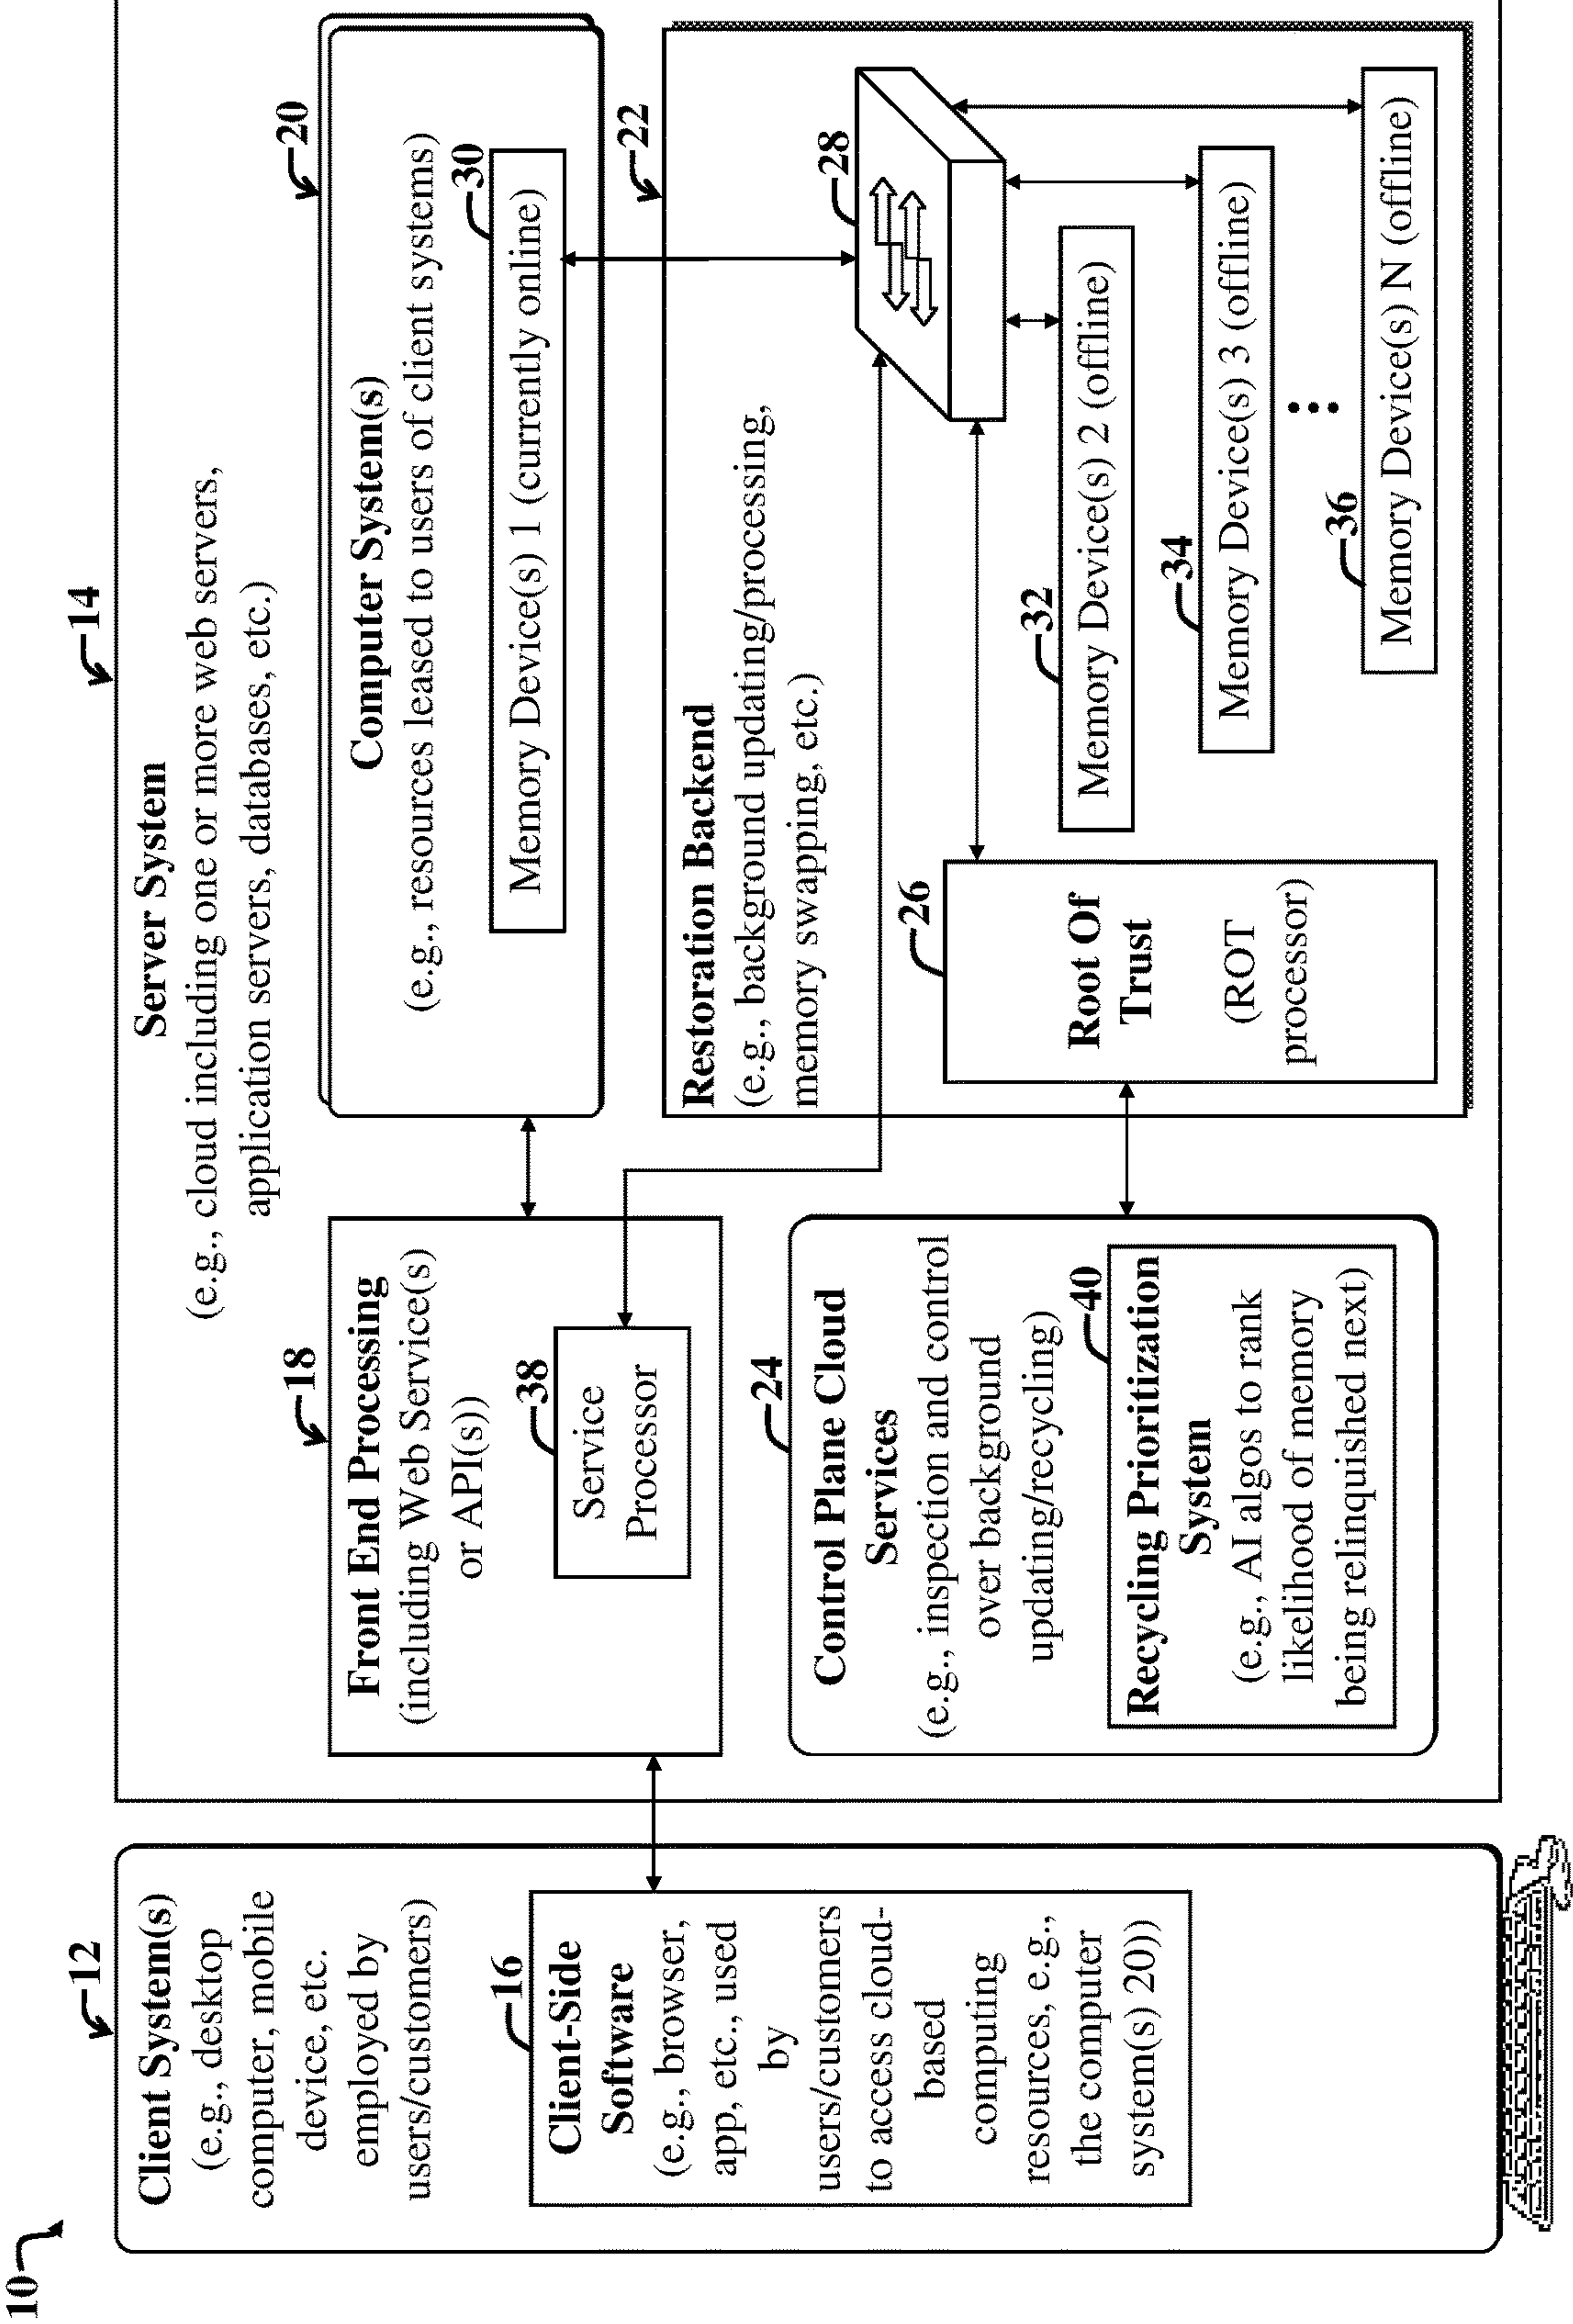 10
12
Client System(s)
(e.g., desktop
computer, mobile
device, etc.
employed by
users/customers)
16
Client-Side
Software
(e.g., browser,
app, etc., used
by
users/customers
to access cloud-
based
computing
resources, e.g.,
the computer
system(s) 20))
14
Server System
(e.g., cloud including one or more web servers,
application servers, databases, etc.)
18
Front End Processing
(including Web Service(s)
or API(s))
38
Service
Processor
20
Computer System(s)
(e.g., resources leased to users of client systems)
30
Memory Device(s) 1 (currently online)
24
Control Plane Cloud
Services
(e.g., inspection and control
over background
updating/recycling)
40
Recycling Prioritization
System
(e.g., AI algos to rank
likelihood of memory
being relinquished next)
22
Restoration Backend
(e.g., background updating/processing,
memory swapping, etc.)
26
Root Of
Trust
(ROT
processor)
28
32
Memory Device(s) 2 (offline)
34
Memory Device(s) 3 (offline)
36
Memory Device(s) N (offline)